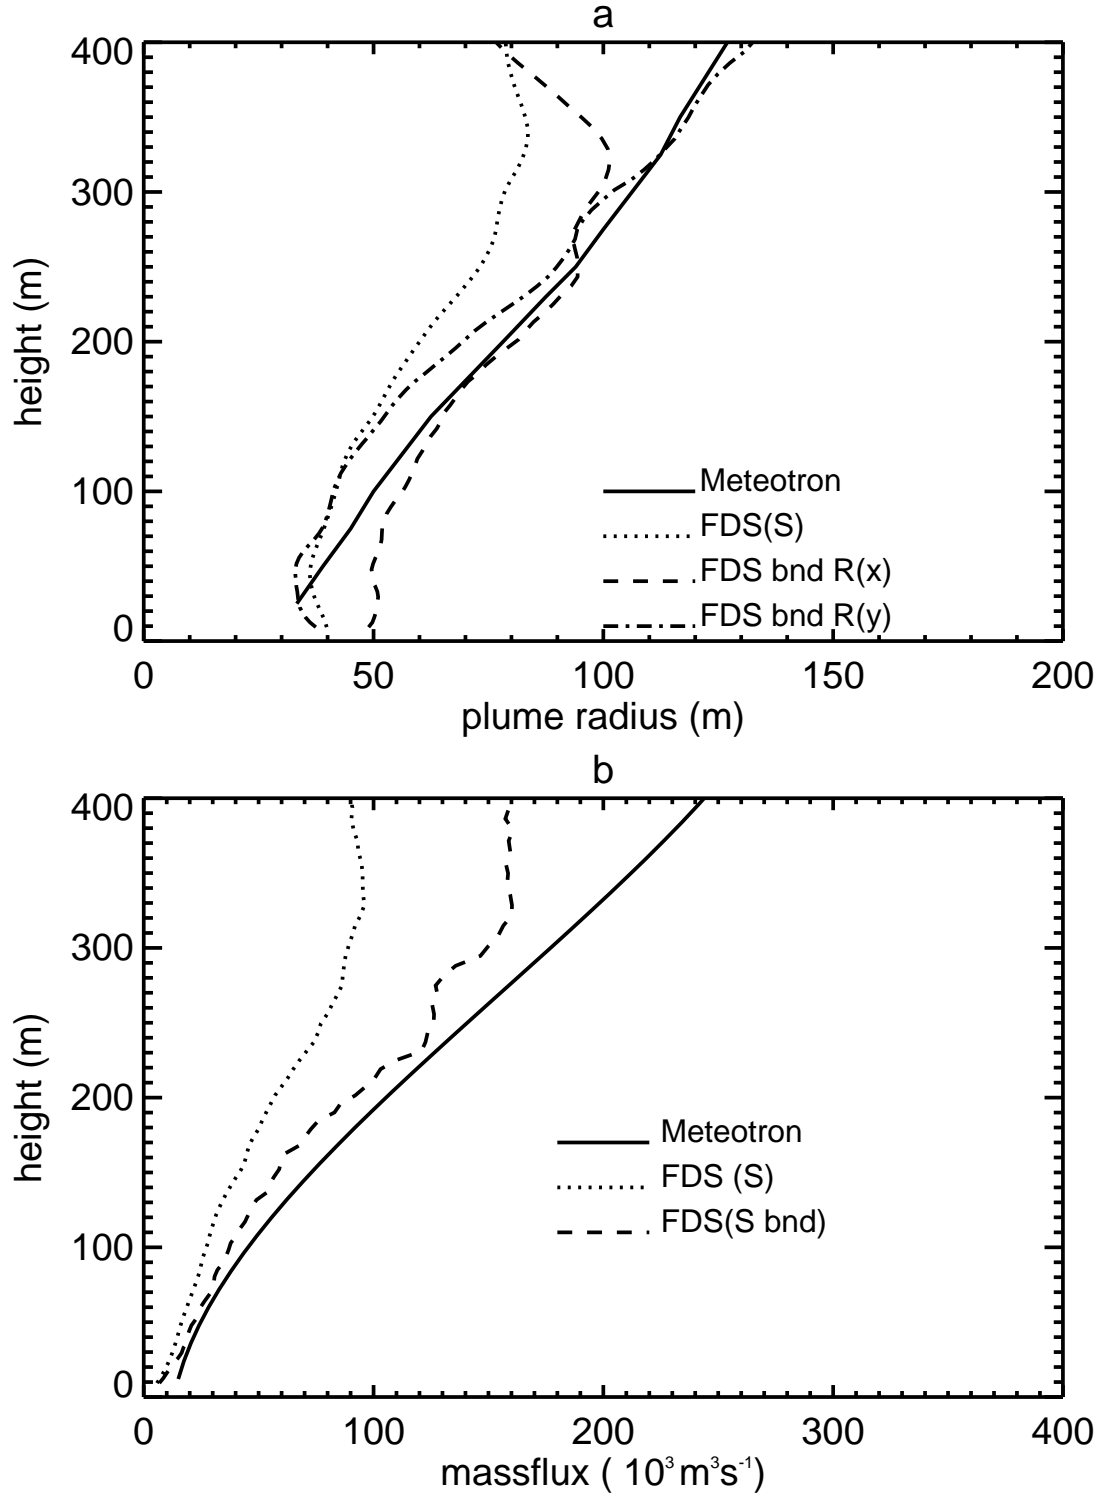 a
400
300
200
100
0
height (m)
Meteotron
FDS(S)
FDS bnd R(x)
FDS bnd R(y)
0 50 100 150 200
plume radius (m)
b
400
300
200
100
0
height (m)
Meteotron
FDS (S)
FDS(S bnd)
0 100 200 300 400
massflux ( 10³ m³s⁻¹)